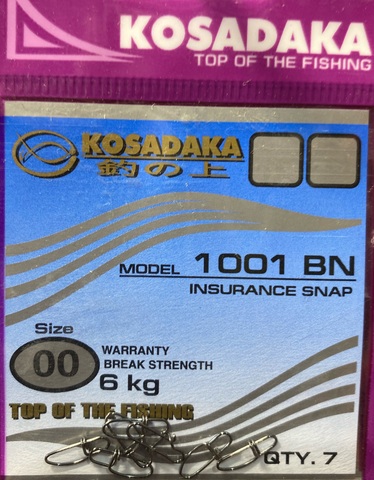 KOSADAKA
TOP OF THE FISHING
KOSADAKA
釣の上
MODEL 1001 BN
INSURANCE SNAP
Size
00
WARRANTY
BREAK STRENGTH
6 kg
TOP OF THE FISHING
QTY. 7